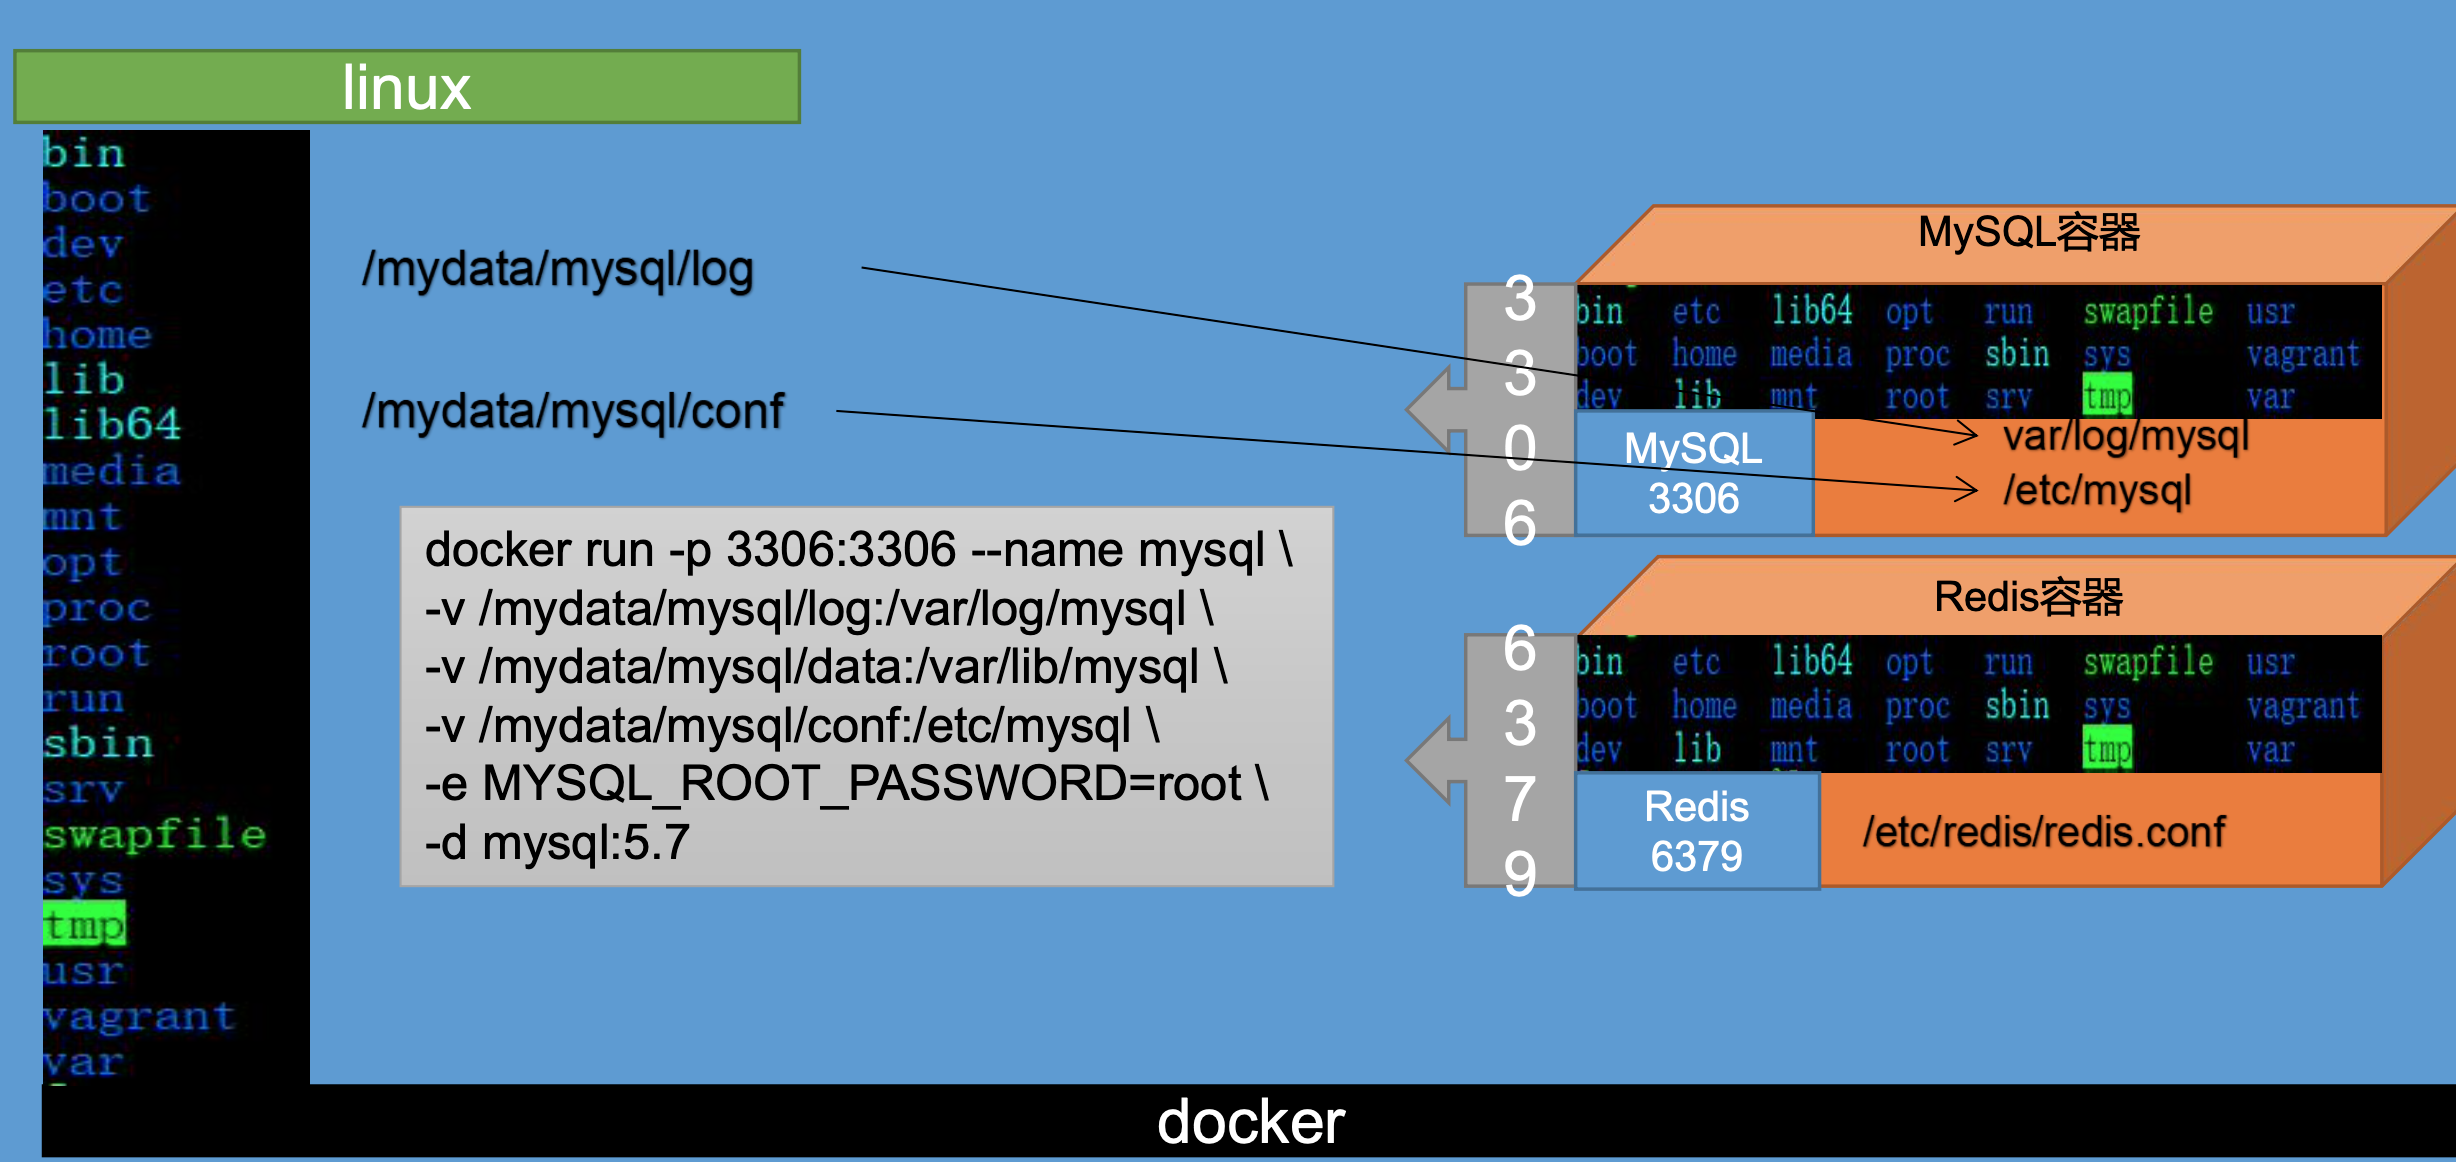 linux
bin
boot
dev
etc
home
lib
lib64
media
mnt
opt
proc
root
run
sbin
srv
swapfile
sys
tmp
usr
vagrant
var
/mydata/mysql/log
/mydata/mysql/conf
docker run -p 3306:3306 --name mysql \
-v /mydata/mysql/log:/var/log/mysql \
-v /mydata/mysql/data:/var/lib/mysql \
-v /mydata/mysql/conf:/etc/mysql \
-e MYSQL_ROOT_PASSWORD=root \
-d mysql:5.7
MySQL容器
3
3
0
6
bin etc lib64 opt run swapfile usr
boot home media proc sbin sys vagrant
dev lib mnt root srv tmp var
MySQL
3306
var/log/mysql
/etc/mysql
Redis容器
6
3
7
9
bin etc lib64 opt run swapfile usr
boot home media proc sbin sys vagrant
dev lib mnt root srv tmp var
Redis
6379
/etc/redis/redis.conf
docker